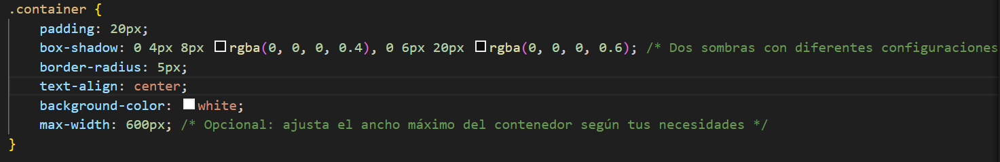 .container {
padding: 20px;
box-shadow: 0 4px 8px rgba(0, 0, 0, 0.4), 0 6px 20px rgba(0, 0, 0, 0.6); /* Dos sombras con diferentes configuraciones
border-radius: 5px;
text-align: center;
background-color: white;
max-width: 600px; /* Opcional: ajusta el ancho máximo del contenedor según tus necesidades */
}